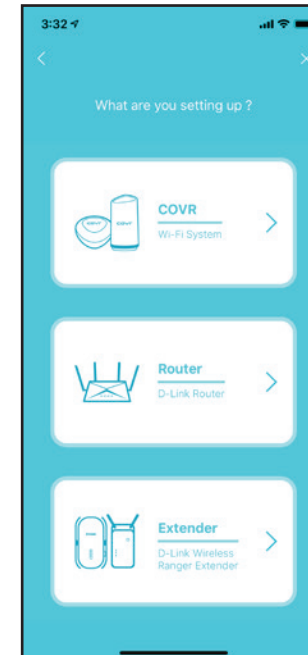 3:32
What are you setting up ?
COVR
Wi-Fi System
Router
D-Link Router
Extender
D-Link Wireless
Ranger Extender